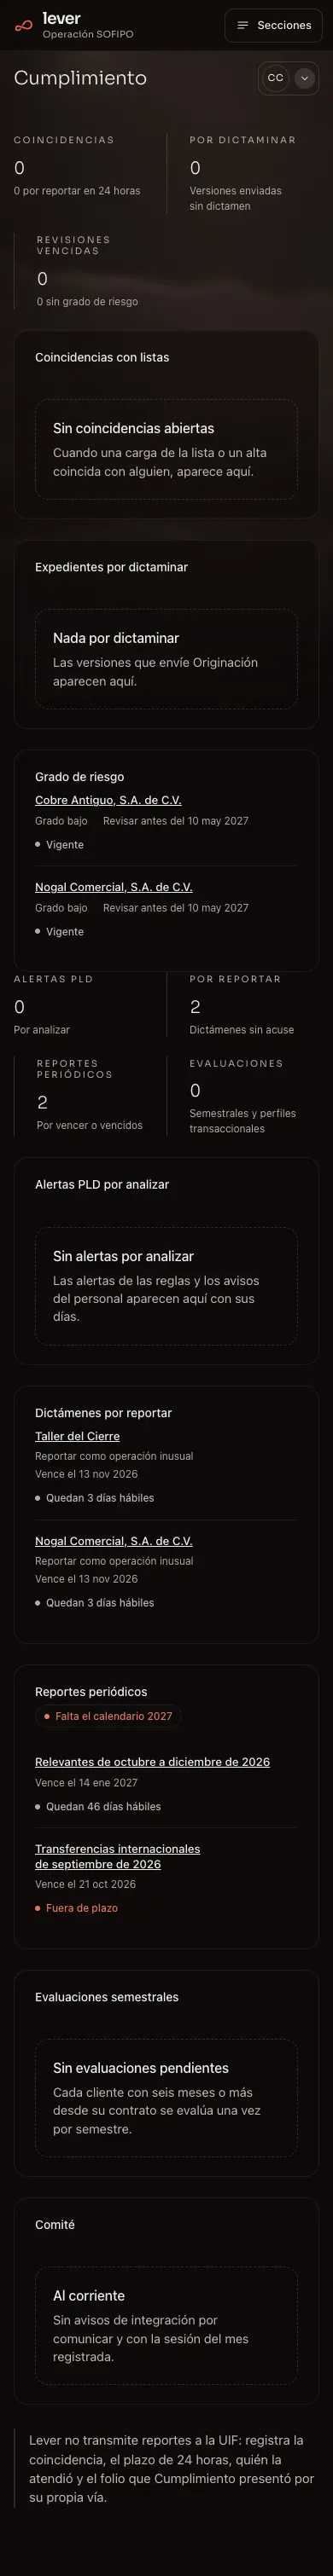 lever
Operación SOFIPO
Secciones
Cumplimiento
CC
COINCIDENCIAS
0
0 por reportar en 24 horas
POR DICTAMINAR
0
Versiones enviadas
sin dictamen
REVISIONES
VENCIDAS
0
0 sin grado de riesgo
Coincidencias con listas
Sin coincidencias abiertas
Cuando una carga de la lista o un alta
coincida con alguien, aparece aquí.
Expedientes por dictaminar
Nada por dictaminar
Las versiones que envíe Originación
aparecen aquí.
Grado de riesgo
Cobre Antiguo, S.A. de C.V.
Grado bajo Revisar antes del 10 may 2027
Vigente
Nogal Comercial, S.A. de C.V.
Grado bajo Revisar antes del 10 may 2027
Vigente
ALERTAS PLD
0
Por analizar
POR REPORTAR
2
Dictámenes sin acuse
REPORTES
PERIÓDICOS
2
Por vencer o vencidos
EVALUACIONES
0
Semestrales y perfiles
transaccionales
Alertas PLD por analizar
Sin alertas por analizar
Las alertas de las reglas y los avisos
del personal aparecen aquí con sus
días.
Dictámenes por reportar
Taller del Cierre
Reportar como operación inusual
Vence el 13 nov 2026
Quedan 3 días hábiles
Nogal Comercial, S.A. de C.V.
Reportar como operación inusual
Vence el 13 nov 2026
Quedan 3 días hábiles
Reportes periódicos
Falta el calendario 2027
Relevantes de octubre a diciembre de 2026
Vence el 14 ene 2027
Quedan 46 días hábiles
Transferencias internacionales
de septiembre de 2026
Vence el 21 oct 2026
Fuera de plazo
Evaluaciones semestrales
Sin evaluaciones pendientes
Cada cliente con seis meses o más
desde su contrato se evalúa una vez
por semestre.
Comité
Al corriente
Sin avisos de integración por
comunicar y con la sesión del mes
registrada.
Lever no transmite reportes a la UIF: registra la
coincidencia, el plazo de 24 horas, quién la
atendió y el folio que Cumplimiento presentó por
su propia vía.